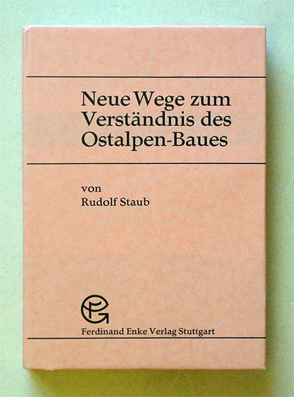 Neue Wege zum
Verständnis des
Ostalpen-Baues
von
Rudolf Staub
Ferdinand Enke Verlag Stuttgart